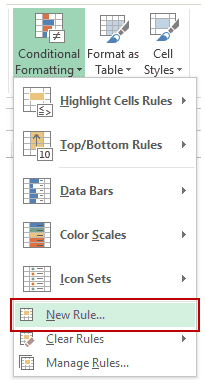 Conditional Format as Cell
Formatting Table Styles
Highlight Cells Rules
10
Top/Bottom Rules
Data Bars
Color Scales
Icon Sets
New Rule...
Clear Rules
Manage Rules...